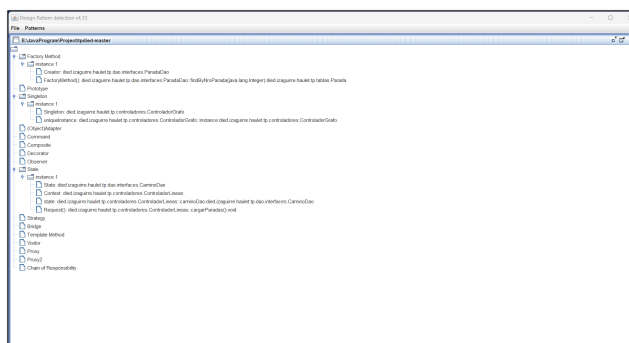 Design Pattern detection v4.13
File Patterns
E:\JavaProgram\Project\tpdied-master
Factory Method
instance 1
Creator: died.izaguirre.haulet.tp.dao.interfaces.ParadaDao
FactoryMethod(): died.izaguirre.haulet.tp.dao.interfaces.ParadaDao::findByNroParada(java.lang.Integer):died.izaguirre.haulet.tp.tablas.Parada
Prototype
Singleton
instance 1
Singleton: died.izaguirre.haulet.tp.controladores.ControladorGrafo
uniqueInstance: died.izaguirre.haulet.tp.controladores.ControladorGrafo::instance:died.izaguirre.haulet.tp.controladores.ControladorGrafo
(Object)Adapter
Command
Composite
Decorator
Observer
State
instance 1
State: died.izaguirre.haulet.tp.dao.interfaces.CaminoDao
Context: died.izaguirre.haulet.tp.controladores.ControladorLineas
state: died.izaguirre.haulet.tp.controladores.ControladorLineas::caminoDao:died.izaguirre.haulet.tp.dao.interfaces.CaminoDao
Request(): died.izaguirre.haulet.tp.controladores.ControladorLineas::cargarParadas():void
Strategy
Bridge
Template Method
Visitor
Proxy
Proxy2
Chain of Responsibility